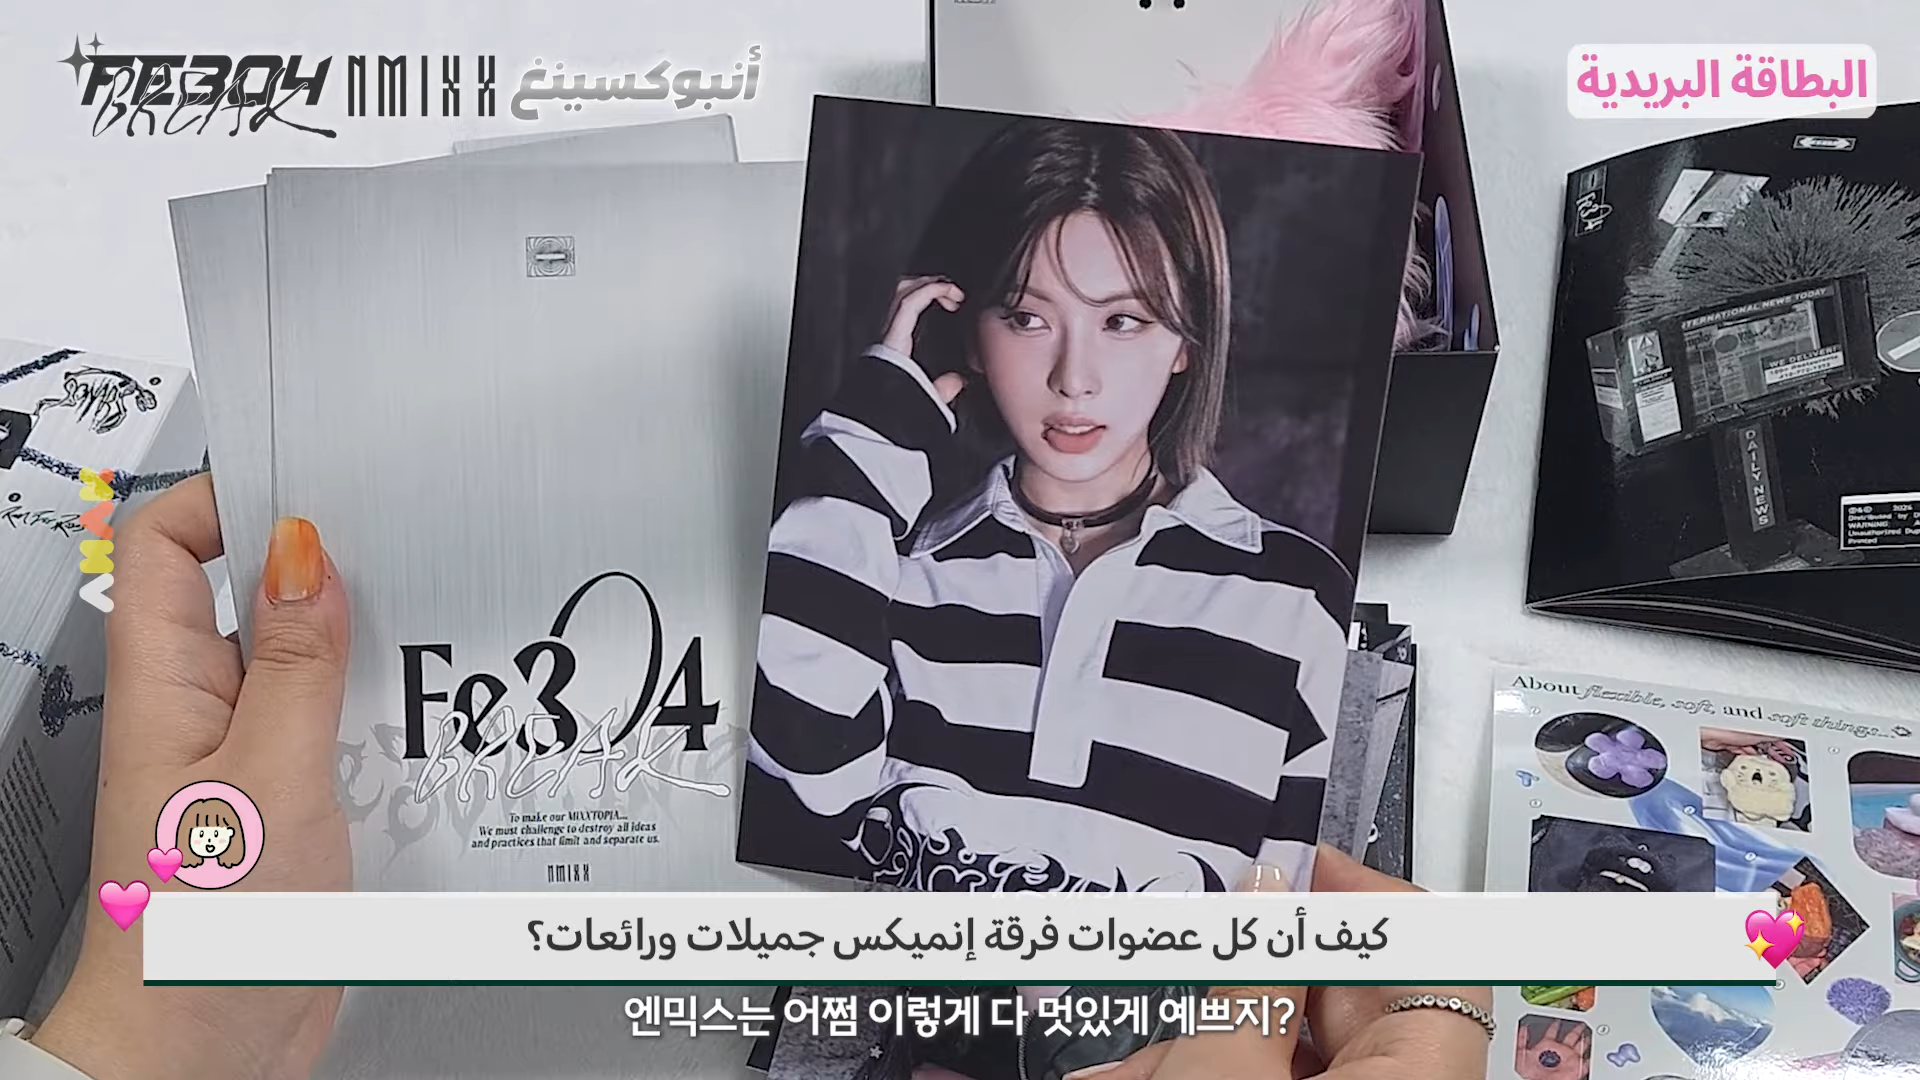 FE3O4
BREAK
NMIXX
أنبوكسينغ
البطاقة البريدية
Fe3O4
BREAK
To make our MIXXTOPIA...
We must challenge to destroy all ideas
and practices that limit and separate us.
NMIXX
Fe3O4
INTERNATIONAL NEWS TODAY
WE DELIVER
DAILY NEWS
About flexible, soft, and soft things...
كيف أن كل عضوات فرقة إنميكس جميلات ورائعات؟
엔믹스는 어쩜 이렇게 다 멋있게 예쁘지?